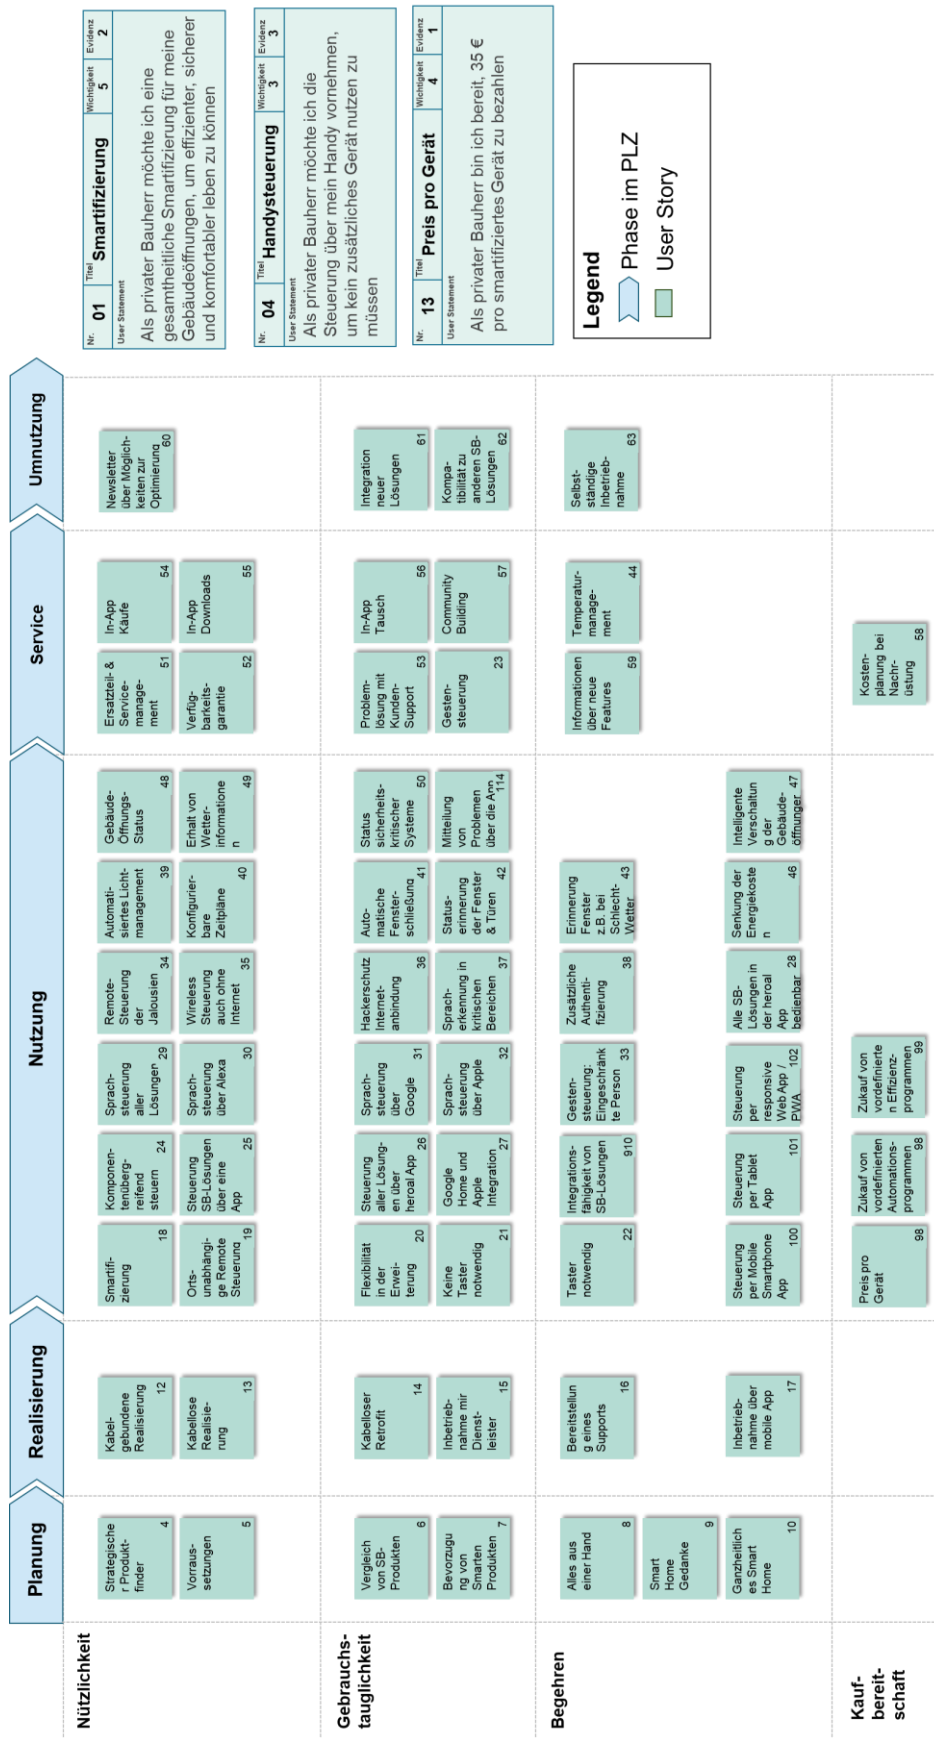 Planung
Realisierung
Nutzung
Service
Umnutzung
Nützlichkeit
Strategische
r Produkt-
finder
4
Vorraus-
setzungen
5
Kabel-
gebundene
Realisierung
12
Kabellose
Realisie-
rung
13
Smartifi-
zierung
18
Orts-
unabhängi-
ge Remote
Steuerung
19
Komponen-
tenüberg-
reifend
steuern
24
Steuerung
SB-Lösungen
über eine
App
25
Sprach-
steuerung
aller
Lösungen
29
Sprach-
steuerung
über Alexa
30
Remote-
Steuerung
der
Jalousien
34
Wireless
Steuerung
auch ohne
Internet
35
Automati-
siertes Licht-
management
39
Konfigurier-
bare
Zeitpläne
40
Gebäude-
Öffnungs-
Status
48
Erhalt von
Wetter-
informatione
n
49
Ersatzteil- &
Service-
manage-
ment
51
Verfüg-
barkeits-
garantie
52
In-App
Käufe
54
In-App
Downloads
55
Newsletter
über Möglich-
keiten zur
Optimierung
60
Gebrauchs-
tauglichkeit
Vergleich
von SB-
Produkten
6
Bevorzugu
ng von
Smarten
Produkten
7
Kabelloser
Retrofit
14
Inbetrieb-
nahme mir
Dienst-
leister
15
Flexibilität
in der
Erwei-
terung
20
Keine
Taster
notwendig
21
Steuerung
aller Lösung-
en über
heroal App
26
Google
Home und
Apple
Integration
27
Sprach-
steuerung
über
Google
31
Sprach-
steuerung
über Apple
32
Hackerschutz
Internet-
anbindung
36
Sprach-
erkennung in
kritischen
Bereichen
37
Auto-
matische
Fenster-
schließung
41
Status-
erinnerung
der Fenster
& Türen
42
Status
sicherheits-
kritischer
Systeme
50
Mitteilung
von
Problemen
über die App
114
Problem-
lösung mit
Kunden-
Support
53
Gesten-
steuerung
23
In-App
Tausch
56
Community
Building
57
Integration
neuer
Lösungen
61
Kompa-
tibilität zu
anderen SB-
Lösungen
62
Begehren
Alles aus
einer Hand
8
Smart
Home
Gedanke
9
Ganzheitlich
es Smart
Home
10
Bereitstellun
g eines
Supports
16
Inbetrieb-
nahme über
mobile App
17
Taster
notwendig
22
Steuerung
per Mobile
Smartphone
App
100
Integrations-
fähigkeit von
SB-Lösungen
910
Steuerung
per Tablet
App
101
Gesten-
steuerung:
Eingeschränk
te Person
33
Steuerung
per
responsive
Web App /
PWA
102
Zusätzliche
Authenti-
fizierung
38
Alle SB-
Lösungen in
der heroal
App
bedienbar
28
Erinnerung
Fenster
z.B. bei
Schlecht-
Wetter
43
Senkung der
Energiekoste
n
46
Intelligente
Verschaltun
g der
Gebäude-
öffnunger
47
Informationen
über neue
Features
59
Temperatur-
manage-
ment
44
Selbst-
ständige
Inbetrieb-
nahme
63
Kauf-
bereit-
schaft
Preis pro
Gerät
98
Zukauf von
vordefinierten
Automations-
programmen
98
Zukauf von
vordefinierte
n Effizienz-
programmen
99
Kosten-
planung bei
Nachr-
üstung
58
Nr. 01
Titel Smartifizierung
Wichtigkeit 5
Evidenz 2
User Statement
Als privater Bauherr möchte ich eine
gesamtheitliche Smartifizierung für meine
Gebäudeöffnungen, um effizienter, sicherer
und komfortabler leben zu können
Nr. 04
Titel Handysteuerung
Wichtigkeit 3
Evidenz 3
User Statement
Als privater Bauherr möchte ich die
Steuerung über mein Handy vornehmen,
um kein zusätzliches Gerät nutzen zu
müssen
Nr. 13
Titel Preis pro Gerät
Wichtigkeit 4
Evidenz 1
User Statement
Als privater Bauherr bin ich bereit, 35 €
pro smartifiziertes Gerät zu bezahlen
Legend
Phase im PLZ
User Story